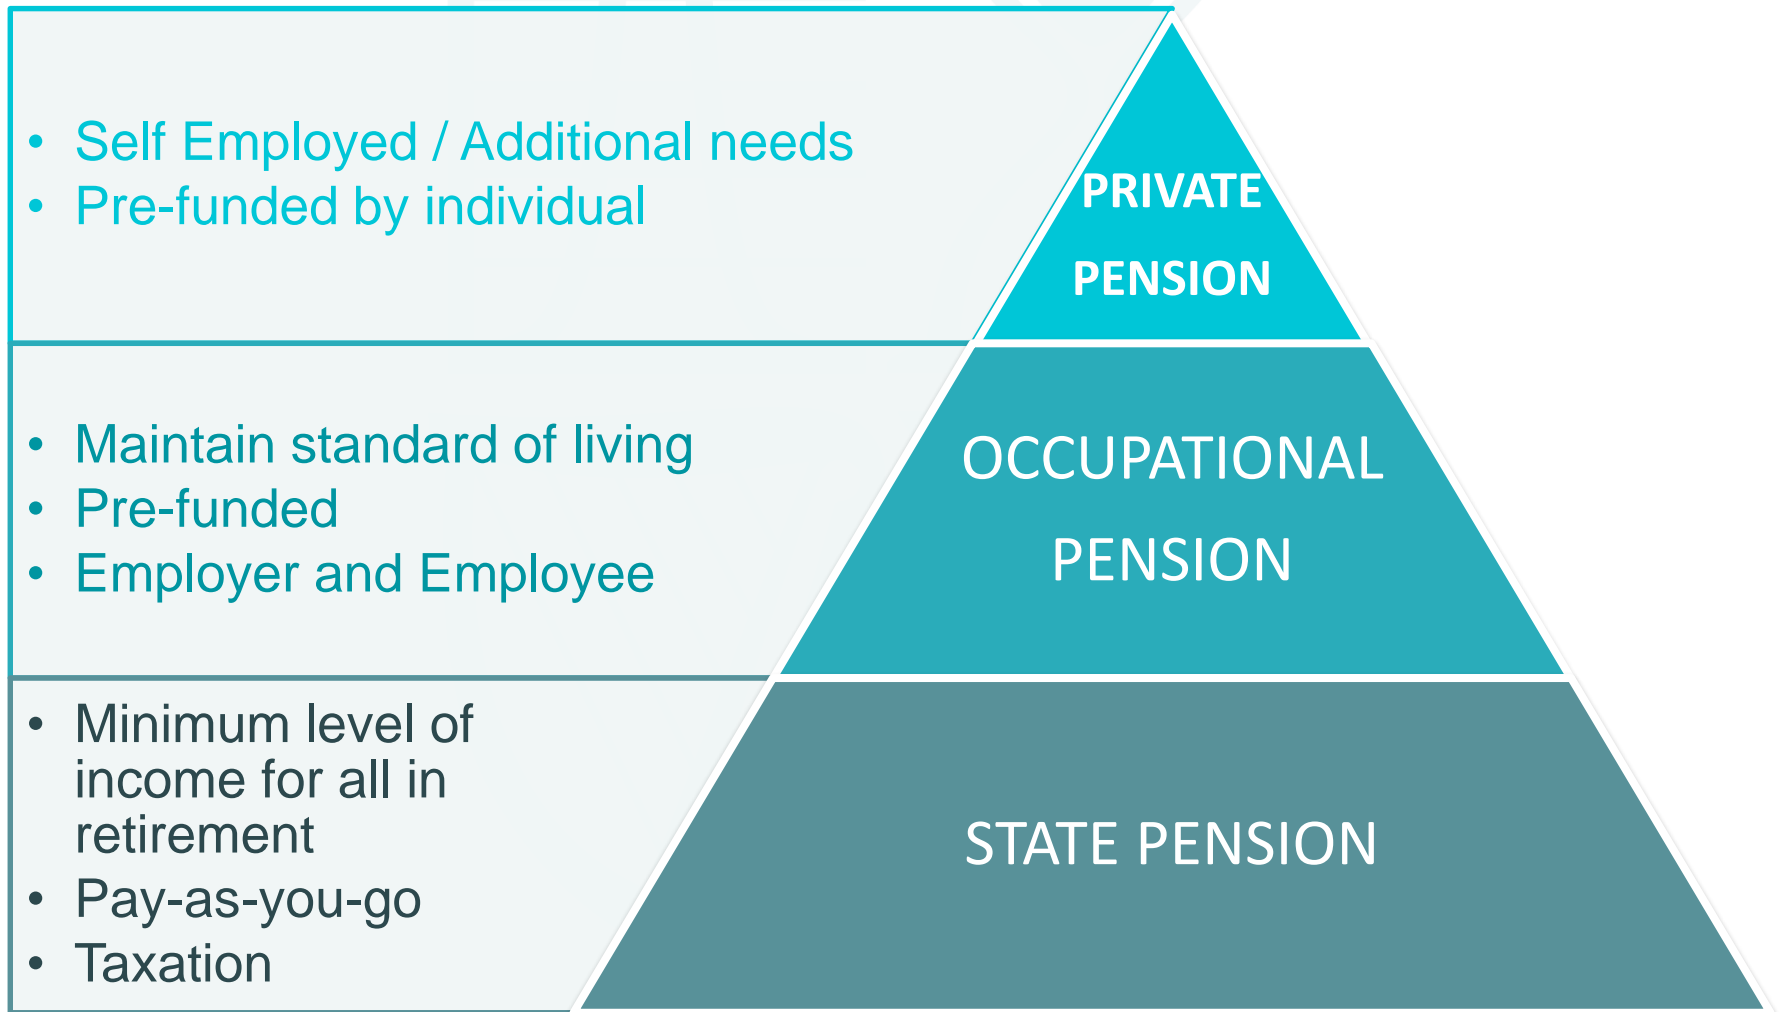 • Self Employed / Additional needs
• Pre-funded by individual
PRIVATE
PENSION
• Maintain standard of living
• Pre-funded
• Employer and Employee
OCCUPATIONAL
PENSION
• Minimum level of
income for all in
retirement
• Pay-as-you-go
• Taxation
STATE PENSION